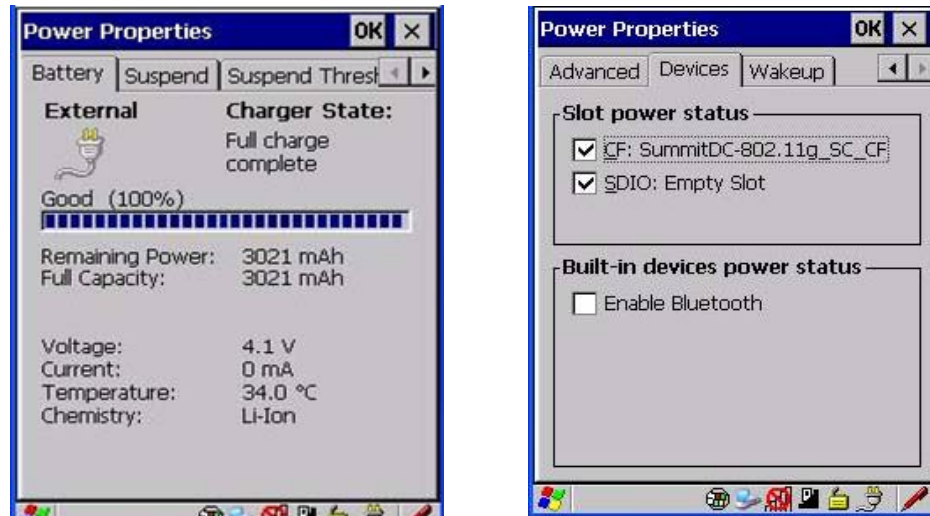 Power Properties OK ×
Battery Suspend Suspend Thresh
External Charger State:
Full charge
complete
Good (100%)
Remaining Power: 3021 mAh
Full Capacity: 3021 mAh
Voltage: 4.1 V
Current: 0 mA
Temperature: 34.0 °C
Chemistry: Li-Ion
Power Properties OK ×
Advanced Devices Wakeup
Slot power status
CF: SummitDC-802.11g_SC_CF
SDIO: Empty Slot
Built-in devices power status
Enable Bluetooth